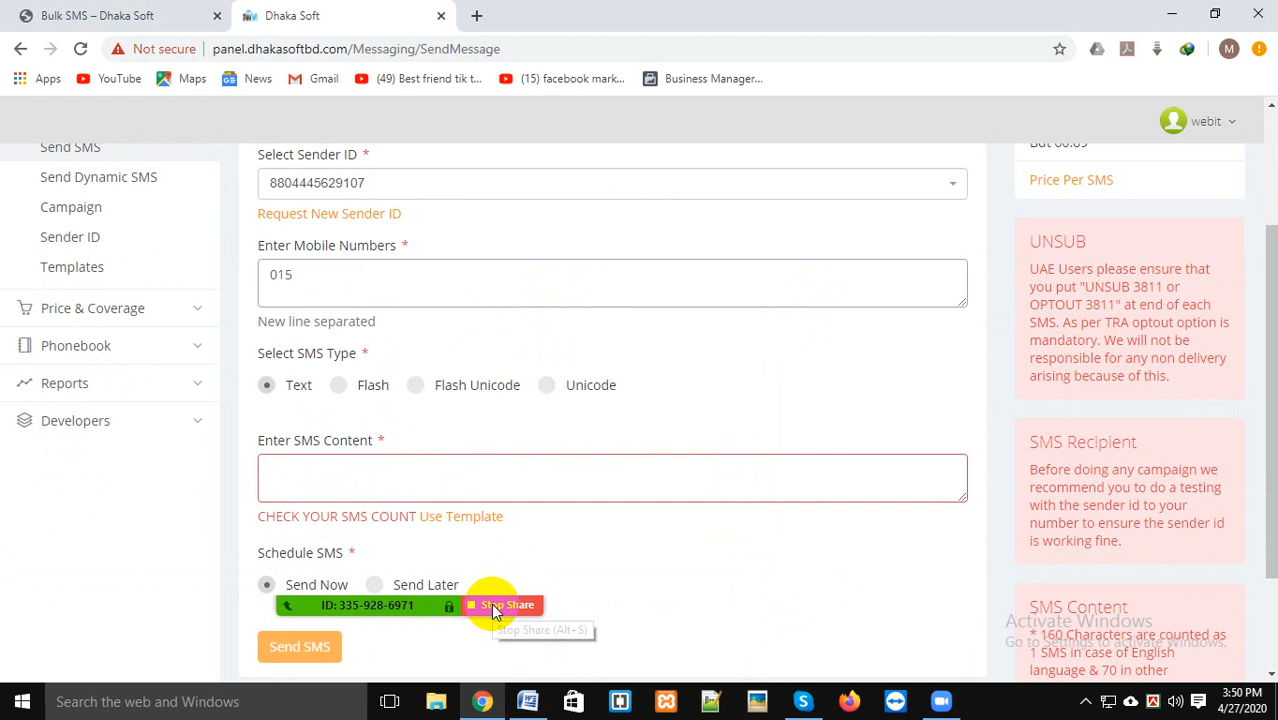 Bulk SMS – Dhaka Soft
Dhaka Soft
Not secure
panel.dhakasoftbd.com/Messaging/SendMessage
M
Apps
YouTube
Maps
News
Gmail
(49) Best friend tik t...
(15) facebook mark...
Business Manager...
webit
Send SMS
Send Dynamic SMS
Campaign
Sender ID
Templates
Price & Coverage
Phonebook
Reports
Developers
Select Sender ID *
8804445629107
Request New Sender ID
Enter Mobile Numbers *
015
New line separated
Select SMS Type *
Text Flash Flash Unicode Unicode
Enter SMS Content *
CHECK YOUR SMS COUNT Use Template
Schedule SMS *
Send Now Send Later
ID: 335-928-6971 Stop Share
Stop Share (Alt+S)
Send SMS
Price Per SMS
UNSUB
UAE Users please ensure that
you put "UNSUB 3811 or
OPTOUT 3811" at end of each
SMS. As per TRA optout option is
mandatory. We will not be
responsible for any non delivery
arising because of this.
SMS Recipient
Before doing any campaign we
recommend you to do a testing
with the sender id to your
number to ensure the sender id
is working fine.
SMS Content
* 160 Characters are counted as
1 SMS in case of English
language & 70 in other
Activate Windows
Go to Settings to activate Windows.
Search the web and Windows
3:50 PM
4/27/2020